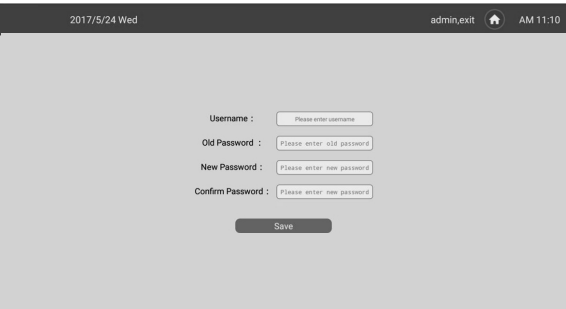 2017/5/24 Wed admin,exit AM 11:10
Username : Please enter username
Old Password : Please enter old password
New Password : Please enter new password
Confirm Password : Please enter new password
Save